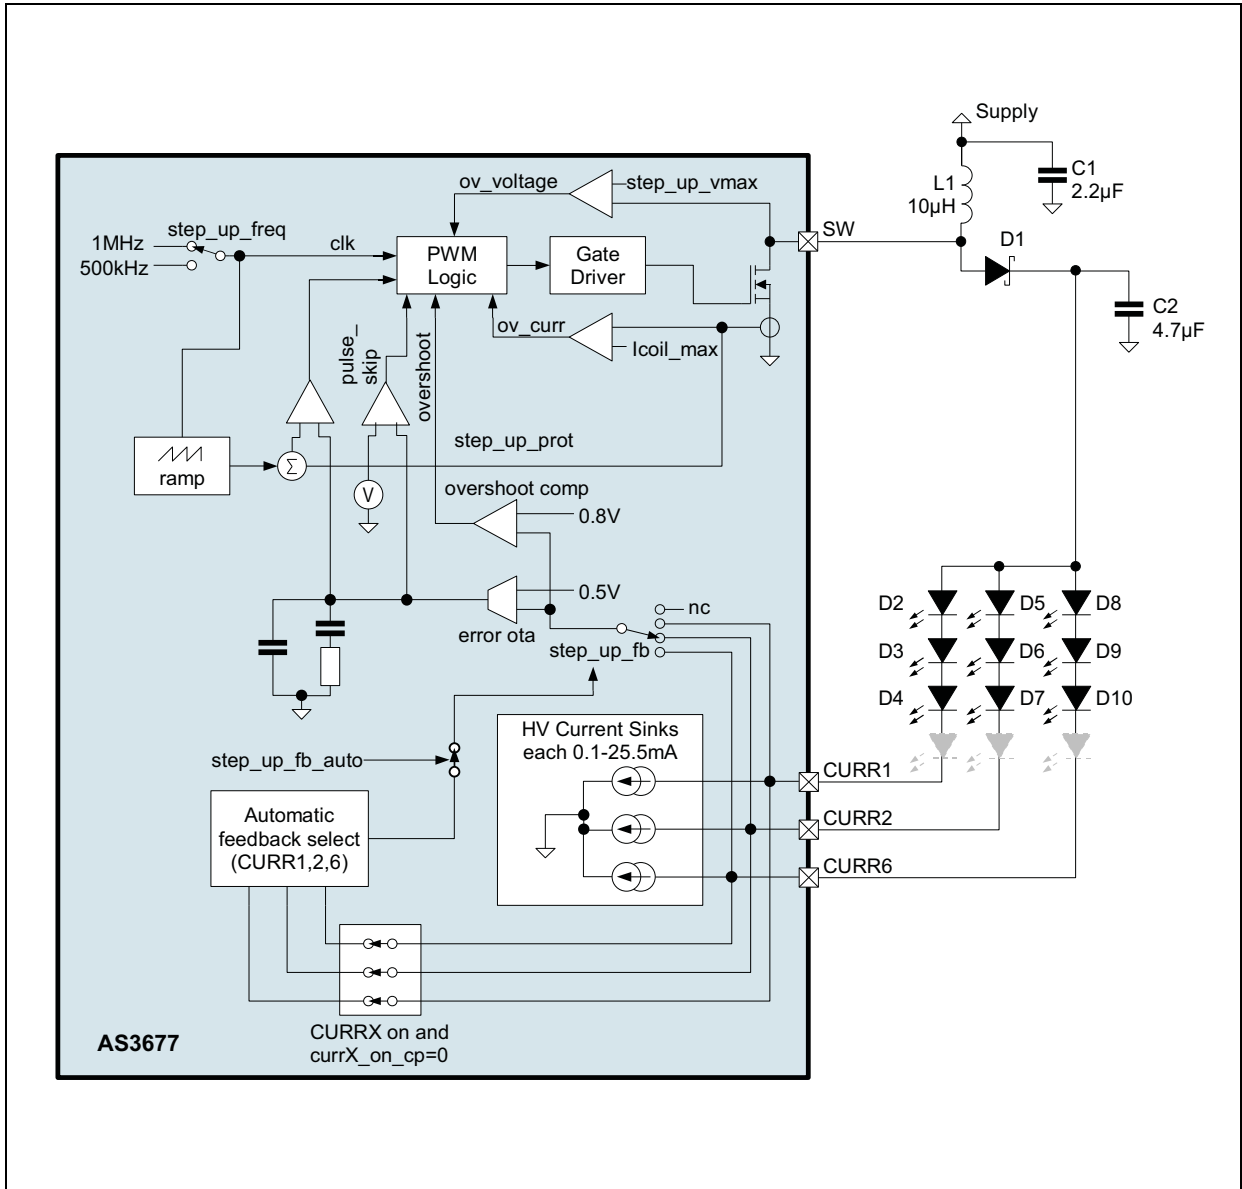 Supply
C1
2.2µF
L1
10µH
ov_voltage
step_up_vmax
step_up_freq
1MHz
500kHz
clk
PWM
Logic
Gate
Driver
SW
D1
C2
4.7µF
ov_curr
Icoil_max
pulse_
skip
overshoot
step_up_prot
ramp
Σ
V
overshoot comp
0.8V
0.5V
error ota
nc
step_up_fb
D2
D5
D8
D3
D6
D9
D4
D7
D10
HV Current Sinks
each 0.1-25.5mA
step_up_fb_auto
CURR1
CURR2
CURR6
Automatic
feedback select
(CURR1,2,6)
CURRX on and
currX_on_cp=0
AS3677